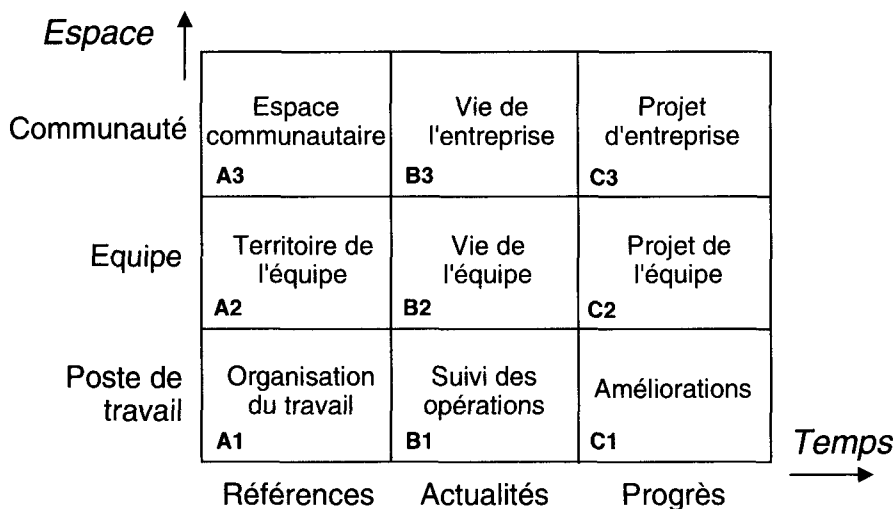 Espace
Communauté
Espace
communautaire
A3
Vie de
l'entreprise
B3
Projet
d'entreprise
C3
Equipe
Territoire de
l'équipe
A2
Vie de
l'équipe
B2
Projet de
l'équipe
C2
Poste de
travail
Organisation
du travail
A1
Suivi des
opérations
B1
Améliorations
C1
Temps
Références
Actualités
Progrès